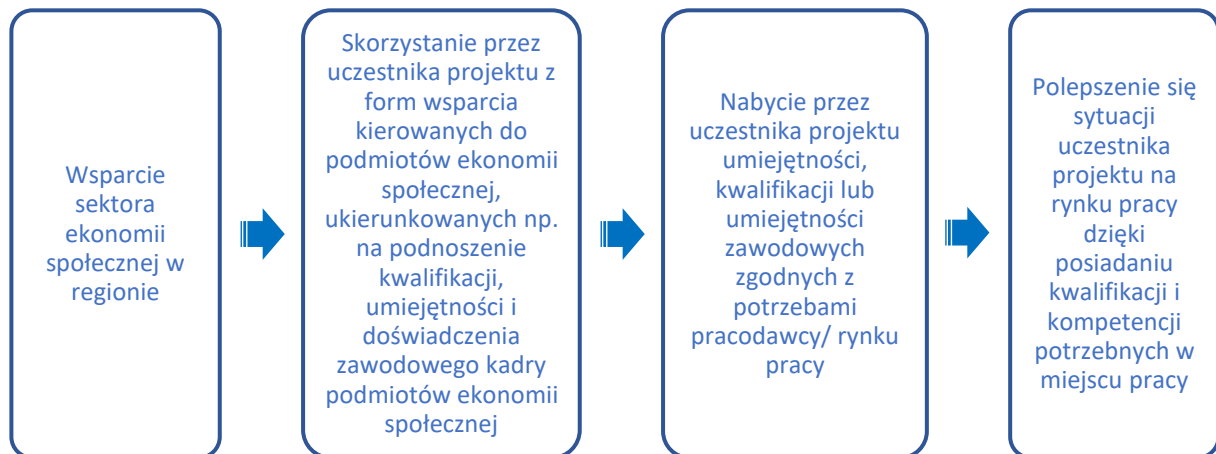 Wsparcie
sektora
ekonomii
społecznej w
regionie
Skorzystanie przez
uczestnika projektu z
form wsparcia
kierowanych do
podmiotów ekonomii
społecznej,
ukierunkowanych np.
na podnoszenie
kwalifikacji,
umiejętności i
doświadczenia
zawodowego kadry
podmiotów ekonomii
społecznej
Nabycie przez
uczestnika projektu
umiejętności,
kwalifikacji lub
umiejętności
zawodowych
zgodnych z
potrzebami
pracodawcy/ rynku
pracy
Polepszenie się
sytuacji
uczestnika
projektu na
rynku pracy
dzięki
posiadaniu
kwalifikacji i
kompetencji
potrzebnych w
miejscu pracy